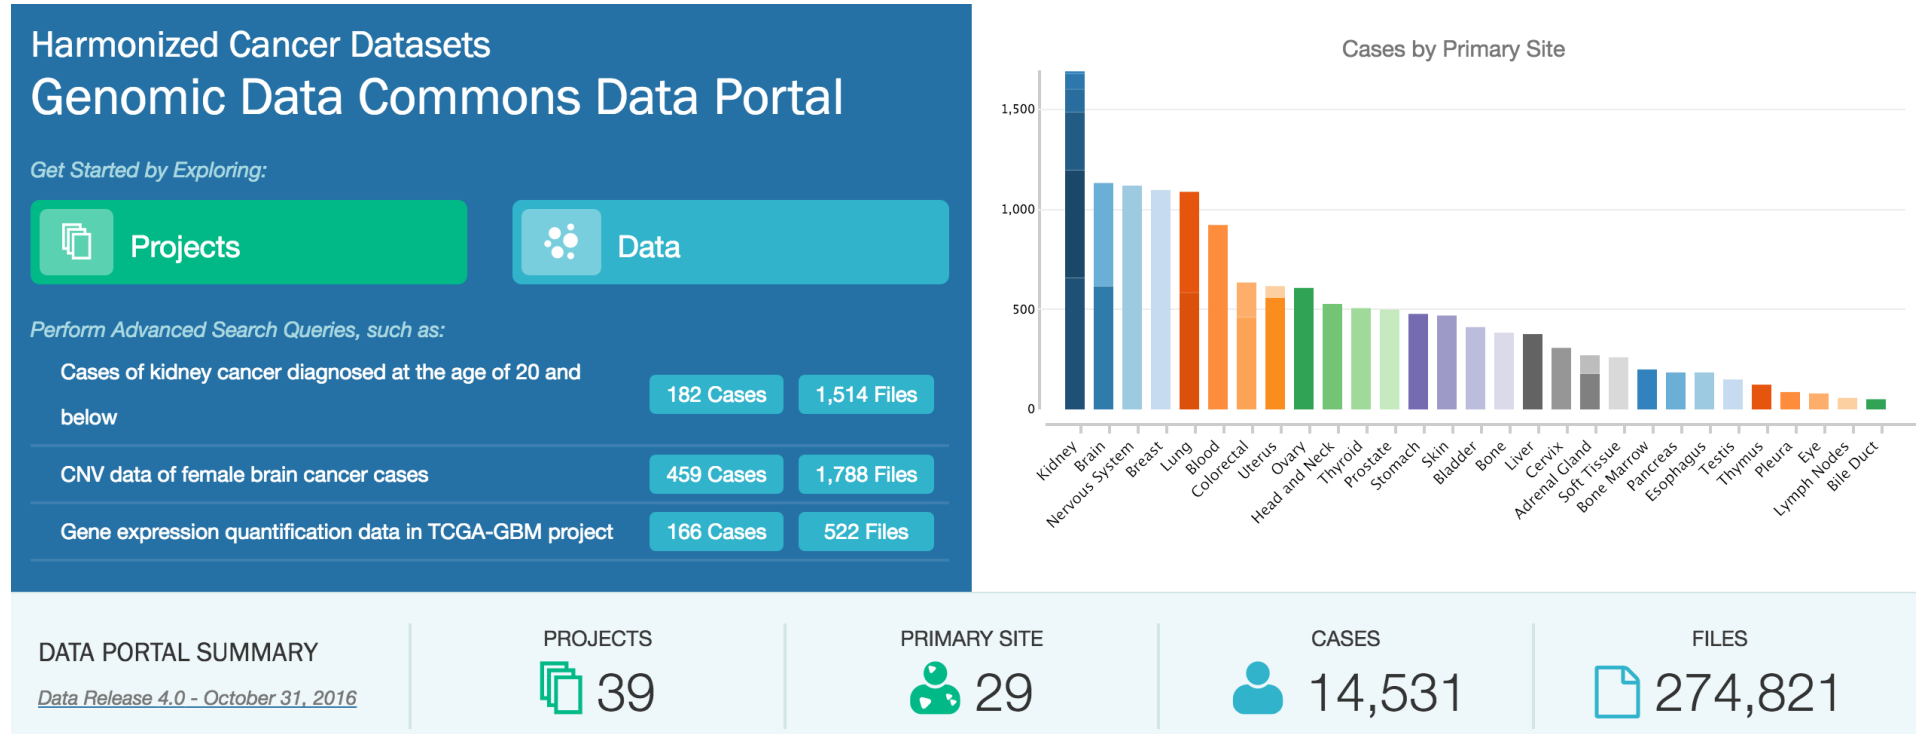 Harmonized Cancer Datasets
Genomic Data Commons Data Portal
Get Started by Exploring:
Projects
Data
Perform Advanced Search Queries, such as:
Cases of kidney cancer diagnosed at the age of 20 and
below
182 Cases
1,514 Files
CNV data of female brain cancer cases
459 Cases
1,788 Files
Gene expression quantification data in TCGA-GBM project
166 Cases
522 Files
Cases by Primary Site
1,500
1,000
500
0
Kidney
Brain
Nervous System
Breast
Lung
Blood
Colorectal
Uterus
Ovary
Head and Neck
Thyroid
Prostate
Stomach
Skin
Bladder
Bone
Liver
Cervix
Adrenal Gland
Soft Tissue
Bone Marrow
Pancreas
Esophagus
Testis
Thymus
Pleura
Eye
Lymph Nodes
Bile Duct
DATA PORTAL SUMMARY
Data Release 4.0 - October 31, 2016
PROJECTS
39
PRIMARY SITE
29
CASES
14,531
FILES
274,821